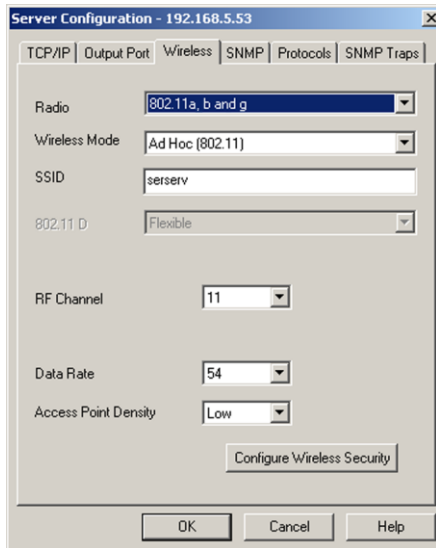 Server Configuration - 192.168.5.53
TCP/IP Output Port Wireless SNMP Protocols SNMP Traps
Radio 802.11a, b and g
Wireless Mode Ad Hoc (802.11)
SSID serserv
802.11 D Flexible
RF Channel 11
Data Rate 54
Access Point Density Low
Configure Wireless Security
OK Cancel Help